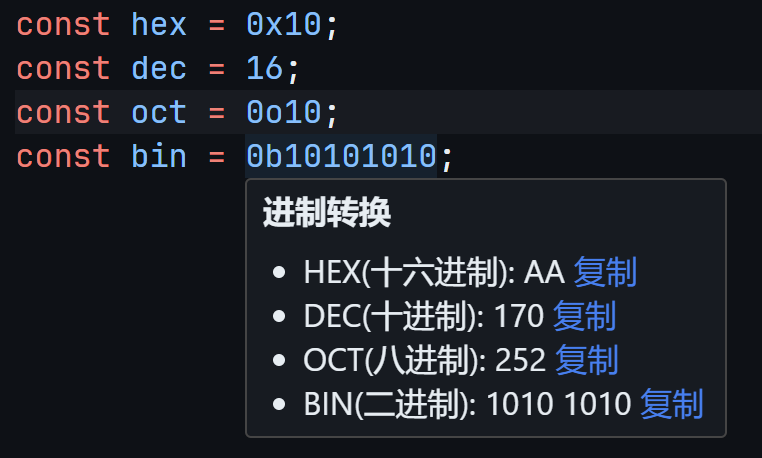 const hex = 0x10;
const dec = 16;
const oct = 0o10;
const bin = 0b10101010;
进制转换
• HEX(十六进制): AA 复制
• DEC(十进制): 170 复制
• OCT(八进制): 252 复制
• BIN(二进制): 1010 1010 复制